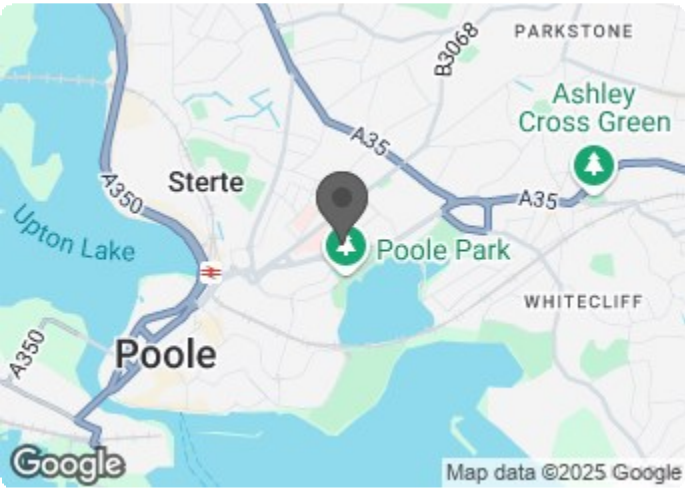 PARKSTONE
B3068
Ashley
Cross Green
A35
Sterte
A350
A35
Upton Lake
Poole Park
WHITECLIFF
A350
Poole
Google
Map data ©2025 Google